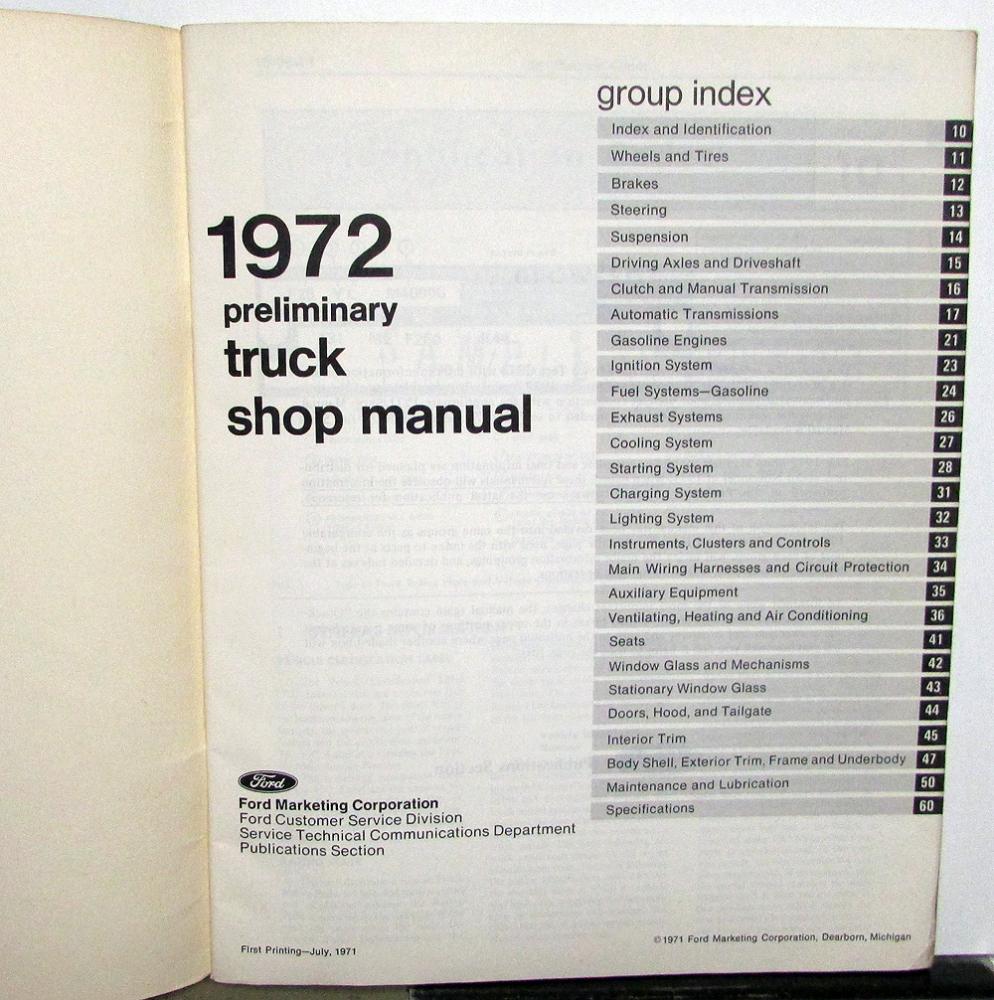 1972
preliminary
truck
shop manual
group index
Index and Identification 10
Wheels and Tires 11
Brakes 12
Steering 13
Suspension 14
Driving Axles and Driveshaft 15
Clutch and Manual Transmission 16
Automatic Transmissions 17
Gasoline Engines 21
Ignition System 23
Fuel Systems—Gasoline 24
Exhaust Systems 26
Cooling System 27
Starting System 28
Charging System 31
Lighting System 32
Instruments, Clusters and Controls 33
Main Wiring Harnesses and Circuit Protection 34
Auxiliary Equipment 35
Ventilating, Heating and Air Conditioning 36
Seats 41
Window Glass and Mechanisms 42
Stationary Window Glass 43
Doors, Hood, and Tailgate 44
Interior Trim 45
Body Shell, Exterior Trim, Frame and Underbody 47
Maintenance and Lubrication 50
Specifications 60
Ford
Ford Marketing Corporation
Ford Customer Service Division
Service Technical Communications Department
Publications Section
First Printing—July, 1971
©1971 Ford Marketing Corporation, Dearborn, Michigan